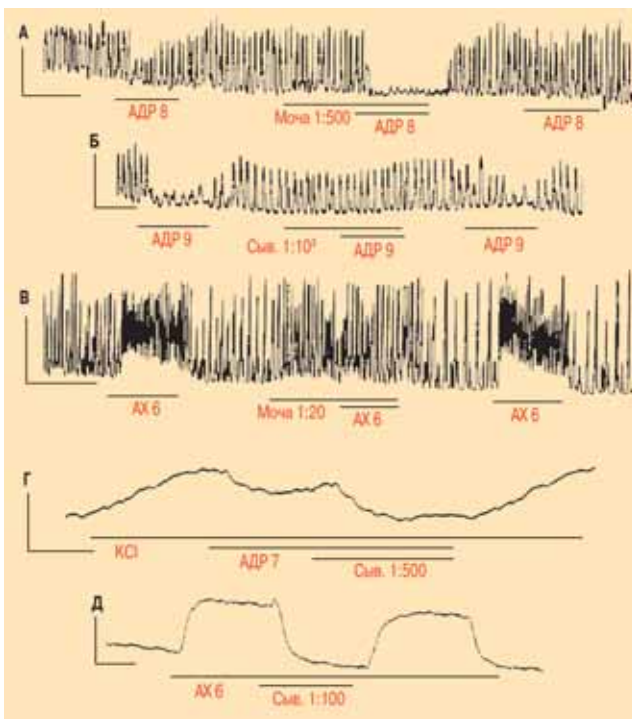 А
АДР 8
Моча 1:500
АДР 8
АДР 8
Б
АДР 9
Сыв. 1:10⁹
АДР 9
АДР 9
В
АХ 6
Моча 1:20
АХ 6
АХ 6
Г
KCl
АДР 7
Сыв. 1:500
Д
АХ 6
Сыв. 1:100